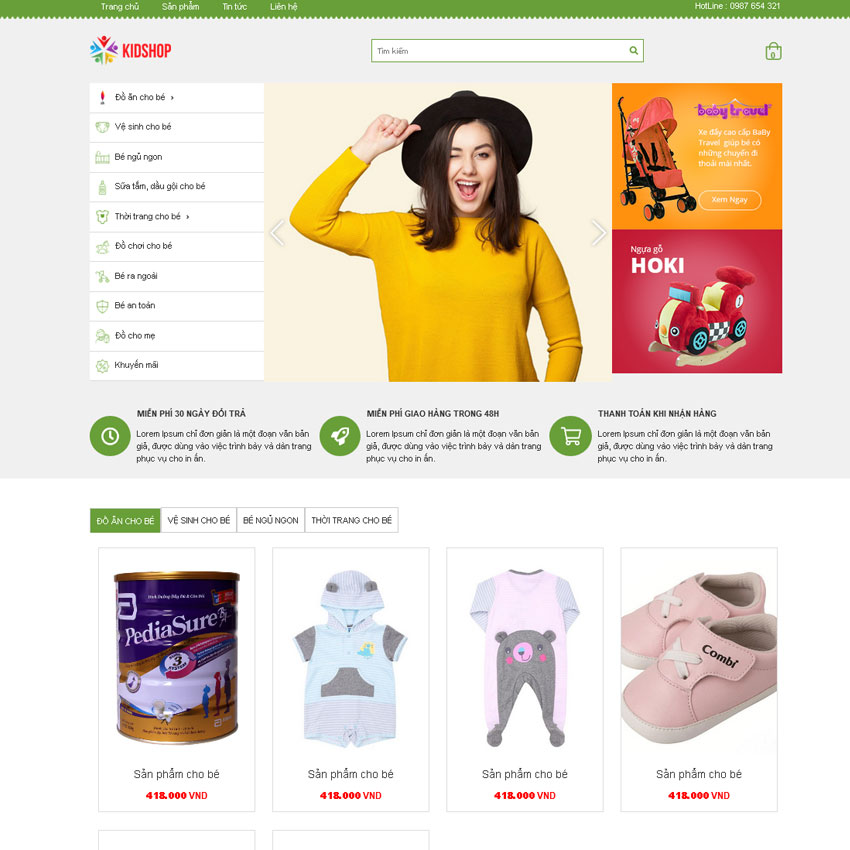 Trang chủ Sản phẩm Tin tức Liên hệ HotLine : 0987 654 321
KIDSHOP
Tìm kiếm
0
Đồ ăn cho bé ›
Vệ sinh cho bé
Bé ngủ ngon
Sữa tắm, dầu gội cho bé
Thời trang cho bé ›
Đồ chơi cho bé
Bé ra ngoài
Bé an toàn
Đồ cho mẹ
Khuyến mãi
baby travel
Xe đẩy cao cấp BaBy
Travel giúp bé có
những chuyến đi
thoải mái nhất.
Xem Ngay
Ngựa gỗ
HOKI
MIỄN PHÍ 30 NGÀY ĐỔI TRẢ
Lorem Ipsum chỉ đơn giản là một đoạn văn bản
giả, được dùng vào việc trình bày và dàn trang
phục vụ cho in ấn.
MIỄN PHÍ GIAO HÀNG TRONG 48H
Lorem Ipsum chỉ đơn giản là một đoạn văn bản
giả, được dùng vào việc trình bày và dàn trang
phục vụ cho in ấn.
THANH TOÁN KHI NHẬN HÀNG
Lorem Ipsum chỉ đơn giản là một đoạn văn bản
giả, được dùng vào việc trình bày và dàn trang
phục vụ cho in ấn.
ĐỒ ĂN CHO BÉ VỆ SINH CHO BÉ BÉ NGỦ NGON THỜI TRANG CHO BÉ
PediaSure
3
Abbott
Combi
Sản phẩm cho bé Sản phẩm cho bé Sản phẩm cho bé Sản phẩm cho bé
418.000 VND 418.000 VND 418.000 VND 418.000 VND